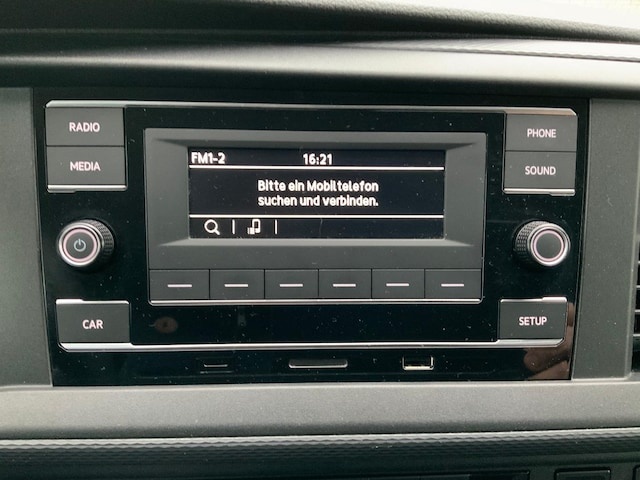 RADIO
MEDIA
FM1-2 16:21
Bitte ein Mobiltelefon
suchen und verbinden.
PHONE
SOUND
CAR
SETUP